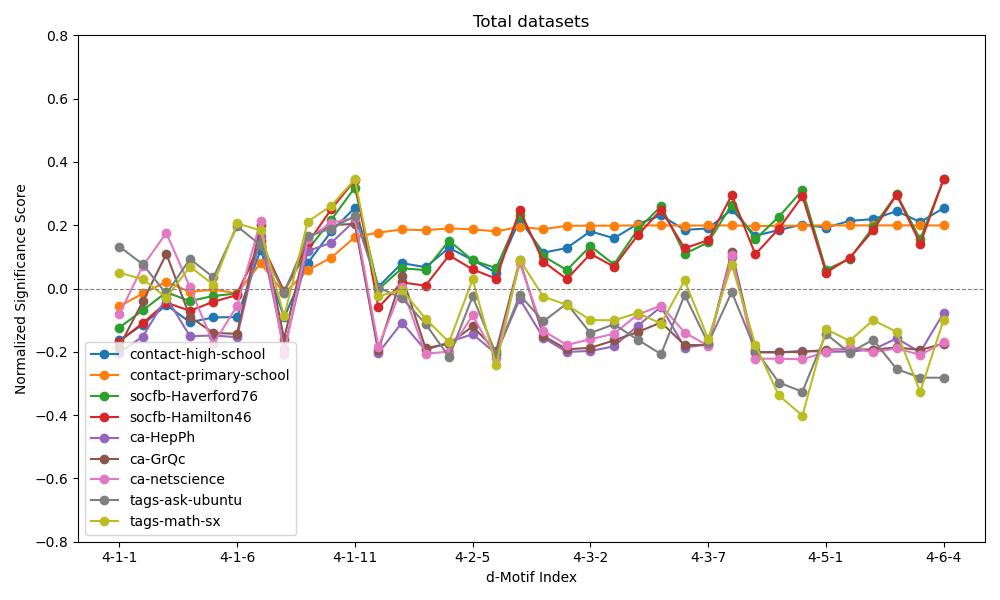 Total datasets
Normalized Significance Score
0.8
0.6
0.4
0.2
0.0
−0.2
−0.4
−0.6
−0.8
contact-high-school
contact-primary-school
socfb-Haverford76
socfb-Hamilton46
ca-HepPh
ca-GrQc
ca-netscience
tags-ask-ubuntu
tags-math-sx
4-1-1 4-1-6 4-1-11 4-2-5 4-3-2 4-3-7 4-5-1 4-6-4
d-Motif Index